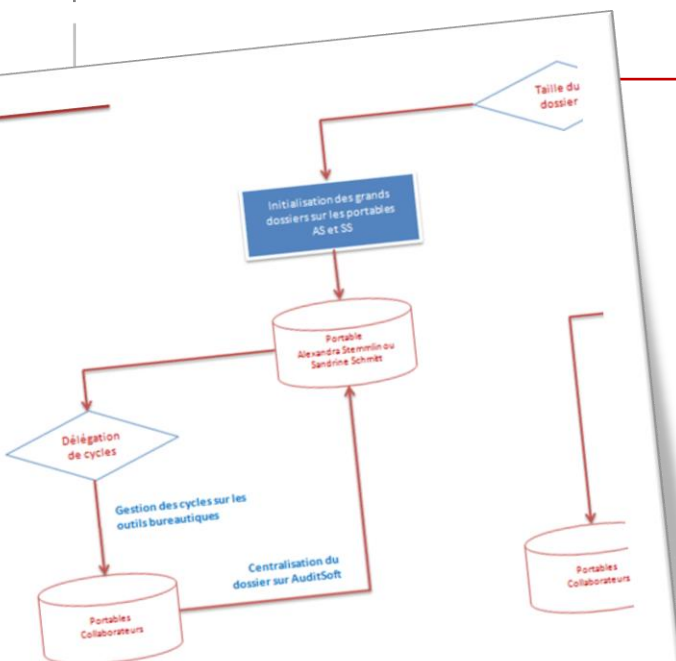 Taille du
dossier
Initialisation des grands
dossiers sur les portables
AS et SS
Portable
Alexandra Stemmlin ou
Sandrine Schmitt
Délégation
de cycles
Gestion des cycles sur les
outils bureautiques
Centralisation du
dossier sur AuditSoft
Portables
Collaborateurs
Portables
Collaborateurs